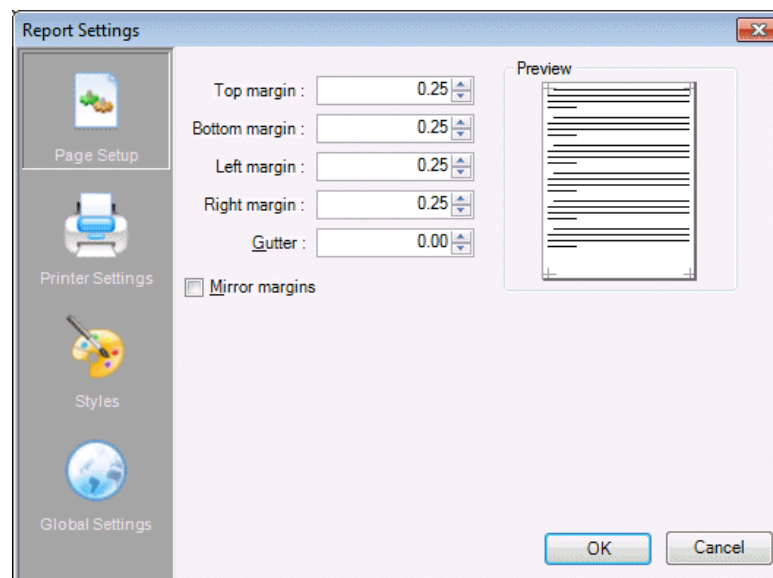 Report Settings
Page Setup
Printer Settings
Styles
Global Settings
Top margin : 0.25
Bottom margin : 0.25
Left margin : 0.25
Right margin : 0.25
Gutter : 0.00
Mirror margins
Preview
OK Cancel